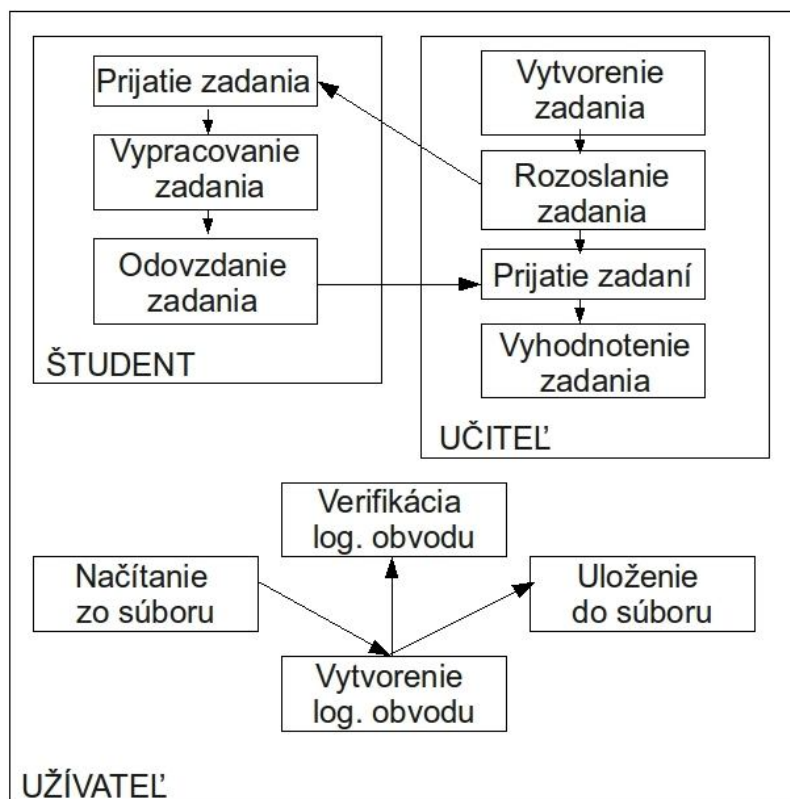 Prijatie zadania
Vypracovanie
zadania
Odovzdanie
zadania
ŠTUDENT
Vytvorenie
zadania
Rozoslanie
zadania
Prijatie zadaní
Vyhodnotenie
zadania
UČITEĽ
Verifikácia
log. obvodu
Načítanie
zo súboru
Uloženie
do súboru
Vytvorenie
log. obvodu
UŽÍVATEĽ